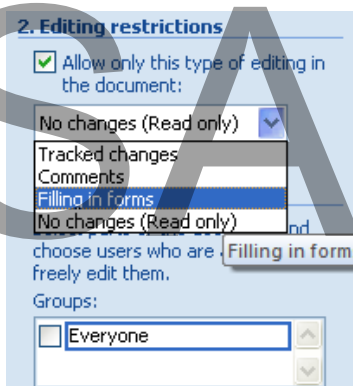 2. Editing restrictions
Allow only this type of editing in
the document:
No changes (Read only)
Tracked changes
Comments
Filling in forms
No changes (Read only)
nd
choose users who are
Filling in form
freely edit them.
Groups:
Everyone
SA